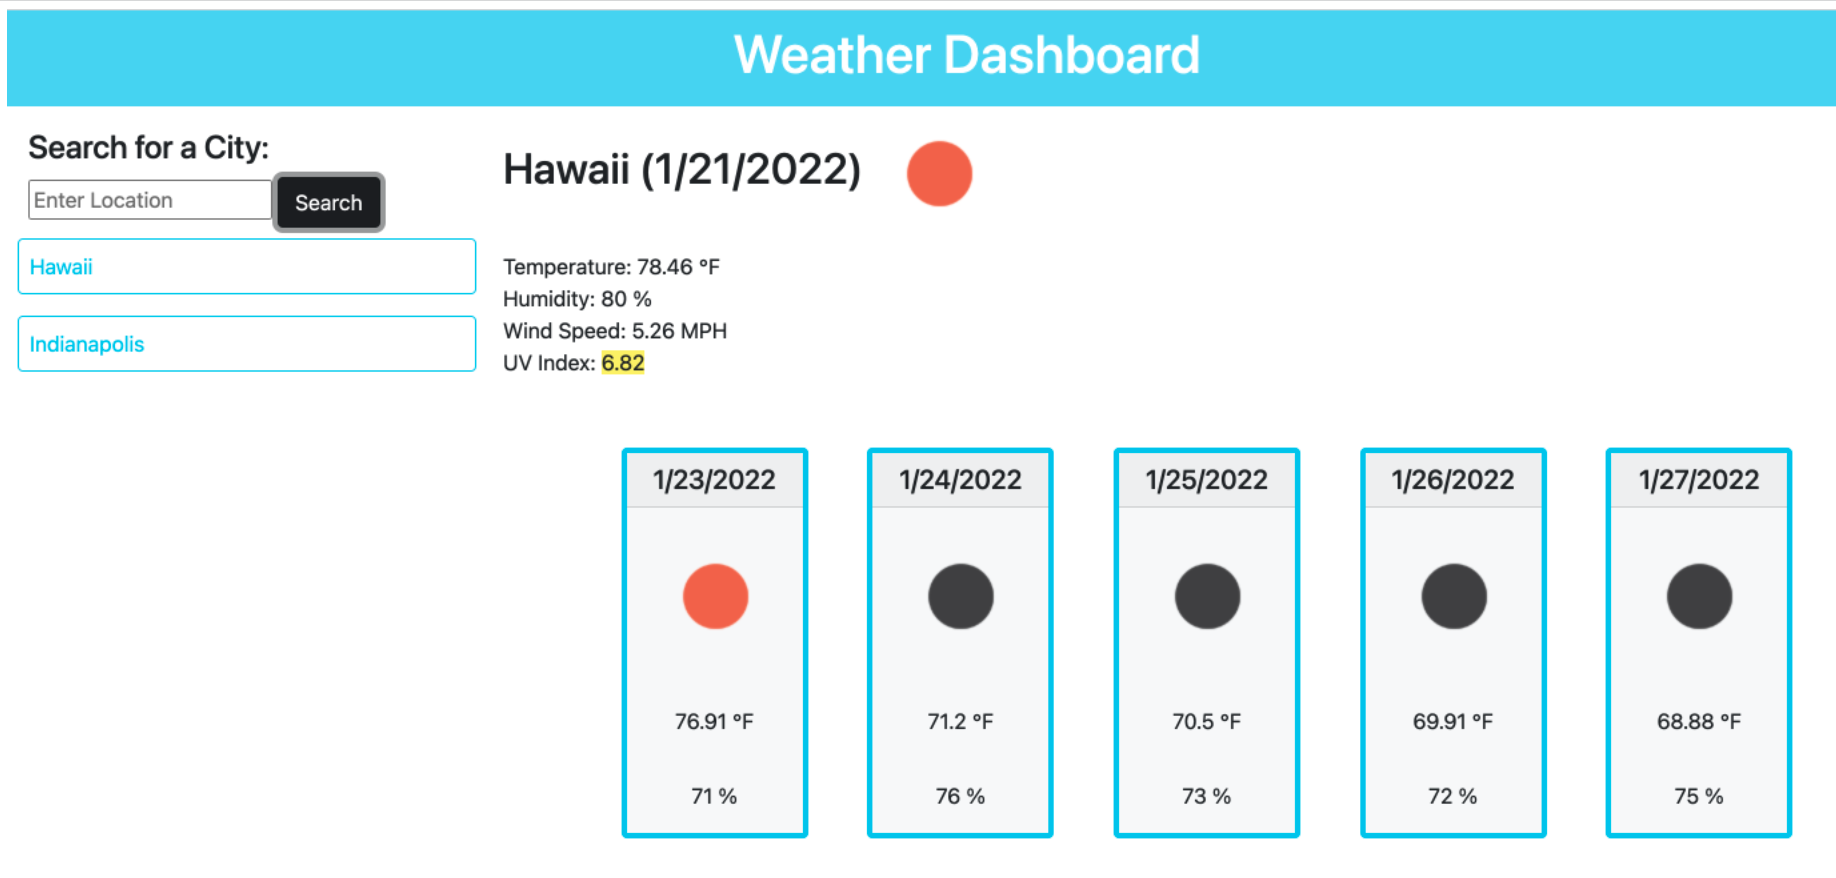 Weather Dashboard
Search for a City:
Enter Location
Search
Hawaii
Indianapolis
Hawaii (1/21/2022)
Temperature: 78.46 °F
Humidity: 80 %
Wind Speed: 5.26 MPH
UV Index: 6.82
1/23/2022
76.91 °F
71 %
1/24/2022
71.2 °F
76 %
1/25/2022
70.5 °F
73 %
1/26/2022
69.91 °F
72 %
1/27/2022
68.88 °F
75 %